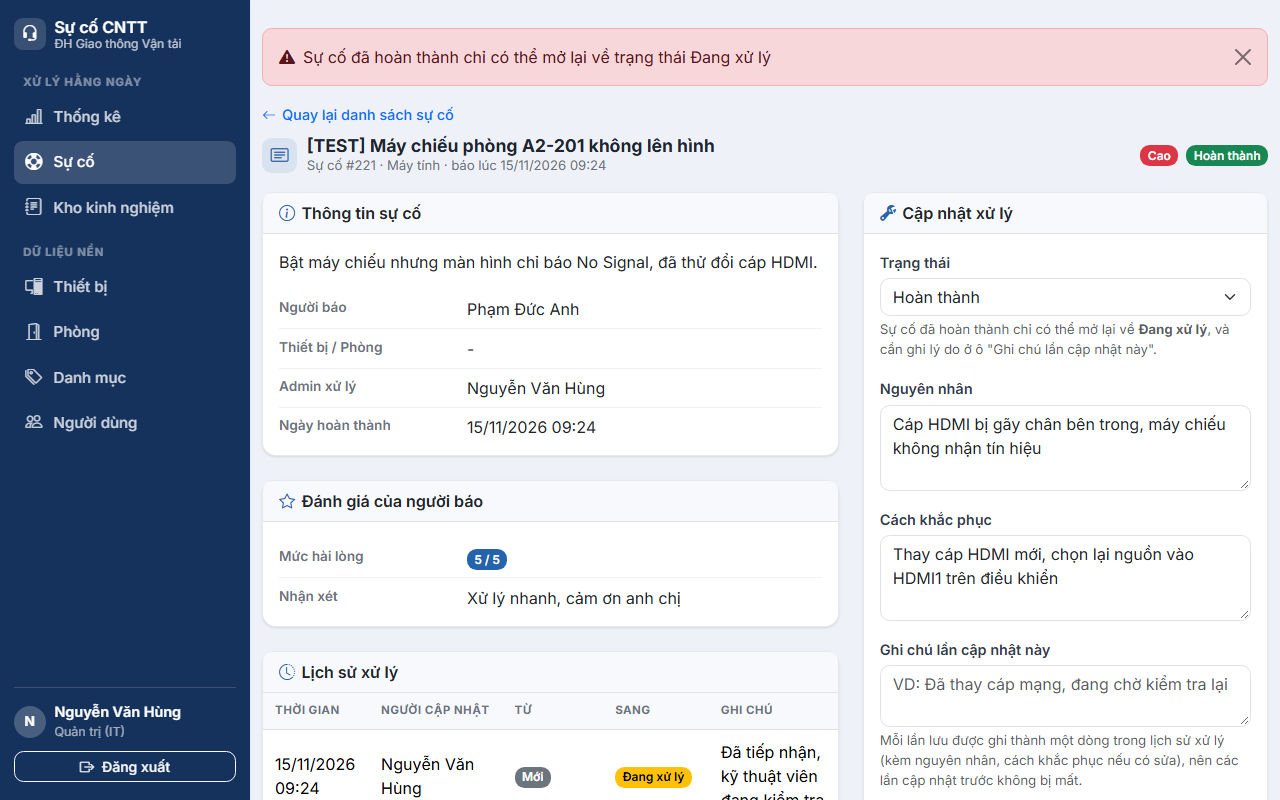 Sự cố CNTT
ĐH Giao thông Vận tải
XỬ LÝ HẰNG NGÀY
Thống kê
Sự cố
Kho kinh nghiệm
DỮ LIỆU NỀN
Thiết bị
Phòng
Danh mục
Người dùng
N
Nguyễn Văn Hùng
Quản trị (IT)
Đăng xuất
Sự cố đã hoàn thành chỉ có thể mở lại về trạng thái Đang xử lý
← Quay lại danh sách sự cố
[TEST] Máy chiếu phòng A2-201 không lên hình
Sự cố #221 · Máy tính · báo lúc 15/11/2026 09:24
Cao
Hoàn thành
Thông tin sự cố
Bật máy chiếu nhưng màn hình chỉ báo No Signal, đã thử đổi cáp HDMI.
Người báo
Phạm Đức Anh
Thiết bị / Phòng
-
Admin xử lý
Nguyễn Văn Hùng
Ngày hoàn thành
15/11/2026 09:24
Đánh giá của người báo
Mức hài lòng
5 / 5
Nhận xét
Xử lý nhanh, cảm ơn anh chị
Lịch sử xử lý
THỜI GIAN
NGƯỜI CẬP NHẬT
TỪ
SANG
GHI CHÚ
15/11/2026
09:24
Nguyễn Văn
Hùng
Mới
Đang xử lý
Đã tiếp nhận,
kỹ thuật viên
đang kiểm tra
Cập nhật xử lý
Trạng thái
Hoàn thành
Sự cố đã hoàn thành chỉ có thể mở lại về Đang xử lý, và
cần ghi lý do ở ô "Ghi chú lần cập nhật này".
Nguyên nhân
Cáp HDMI bị gãy chân bên trong, máy chiếu
không nhận tín hiệu
Cách khắc phục
Thay cáp HDMI mới, chọn lại nguồn vào
HDMI1 trên điều khiển
Ghi chú lần cập nhật này
VD: Đã thay cáp mạng, đang chờ kiểm tra lại
Mỗi lần lưu được ghi thành một dòng trong lịch sử xử lý
(kèm nguyên nhân, cách khắc phục nếu có sửa), nên các
lần cập nhật trước không bị mất.